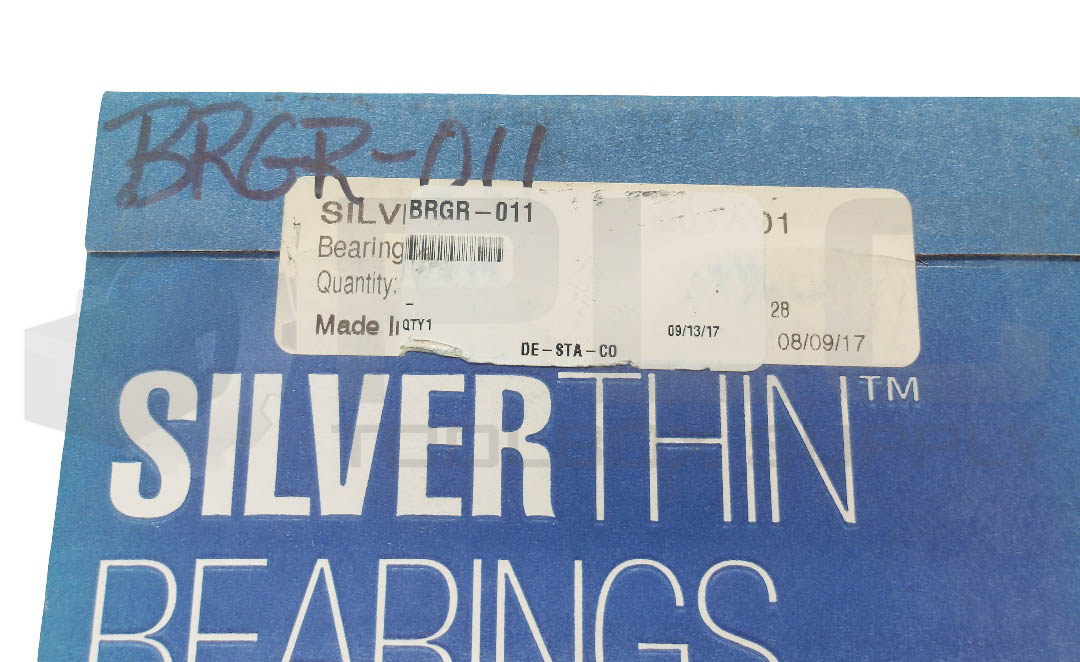 BRGR-011
SILV
BRGR-011
01
Bearing
Quantity:
-
28
Made I
QTY1
09/13/17
08/09/17
DE-STA-CO
SILVERTHIN™
BEARINGS